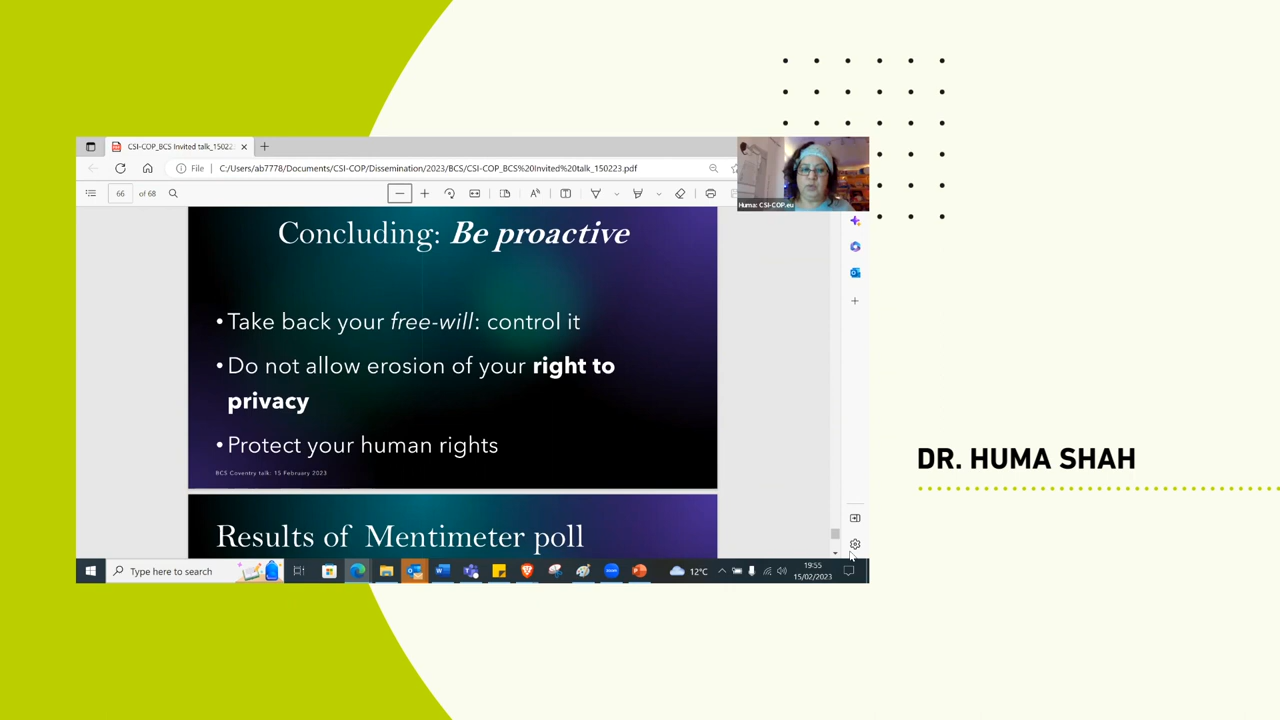 CSI-COP_BCS Invited talk_150223
File
C:/Users/ab7778/Documents/CSI-COP/Dissemination/2023/BCS/CSI-COP_BCS%20Invited%20talk_150223.pdf
66 of 68
Huma: CSI-COP.eu
Concluding: Be proactive
•Take back your free-will: control it
•Do not allow erosion of your right to
privacy
•Protect your human rights
BCS Coventry talk: 15 February 2023
Results of Mentimeter poll
DR. HUMA SHAH
Type here to search
12°C
19:55
15/02/2023